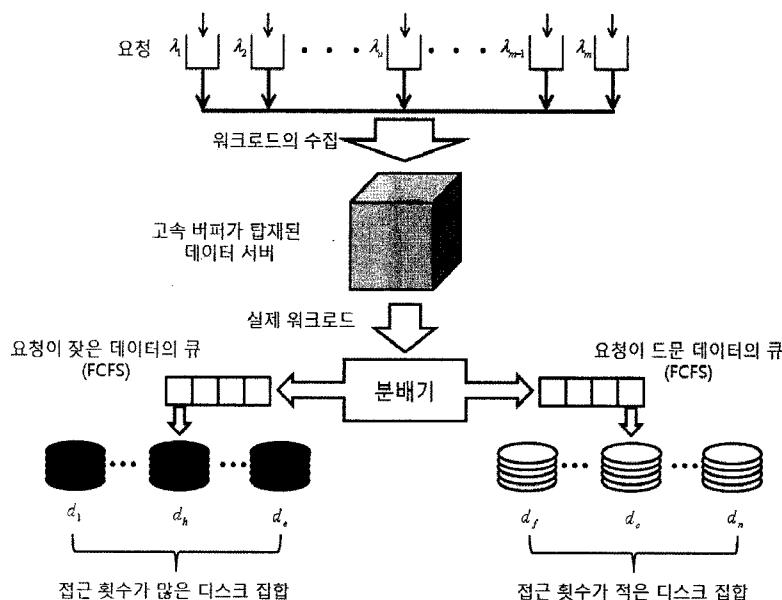 요청 λ₁ λ₂ λᵤ λₘ₋₁ λₘ
워크로드의 수집
고속 버퍼가 탑재된
데이터 서버
실제 워크로드
요청이 잦은 데이터의 큐
(FCFS)
분배기
요청이 드문 데이터의 큐
(FCFS)
d₁ dₕ dₑ
d_f d_c dₙ
접근 횟수가 많은 디스크 집합
접근 횟수가 적은 디스크 집합